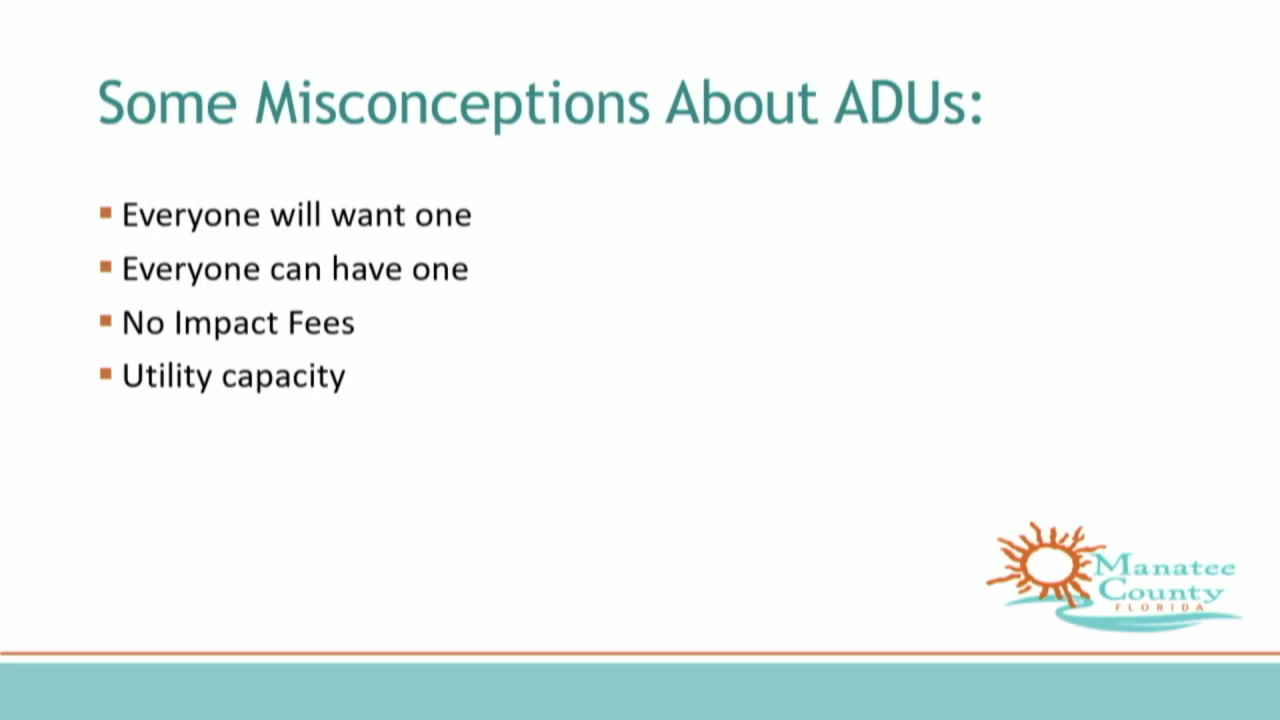 Some Misconceptions About ADUs:
Everyone will want one
Everyone can have one
No Impact Fees
Utility capacity
Manatee
County
FLORIDA